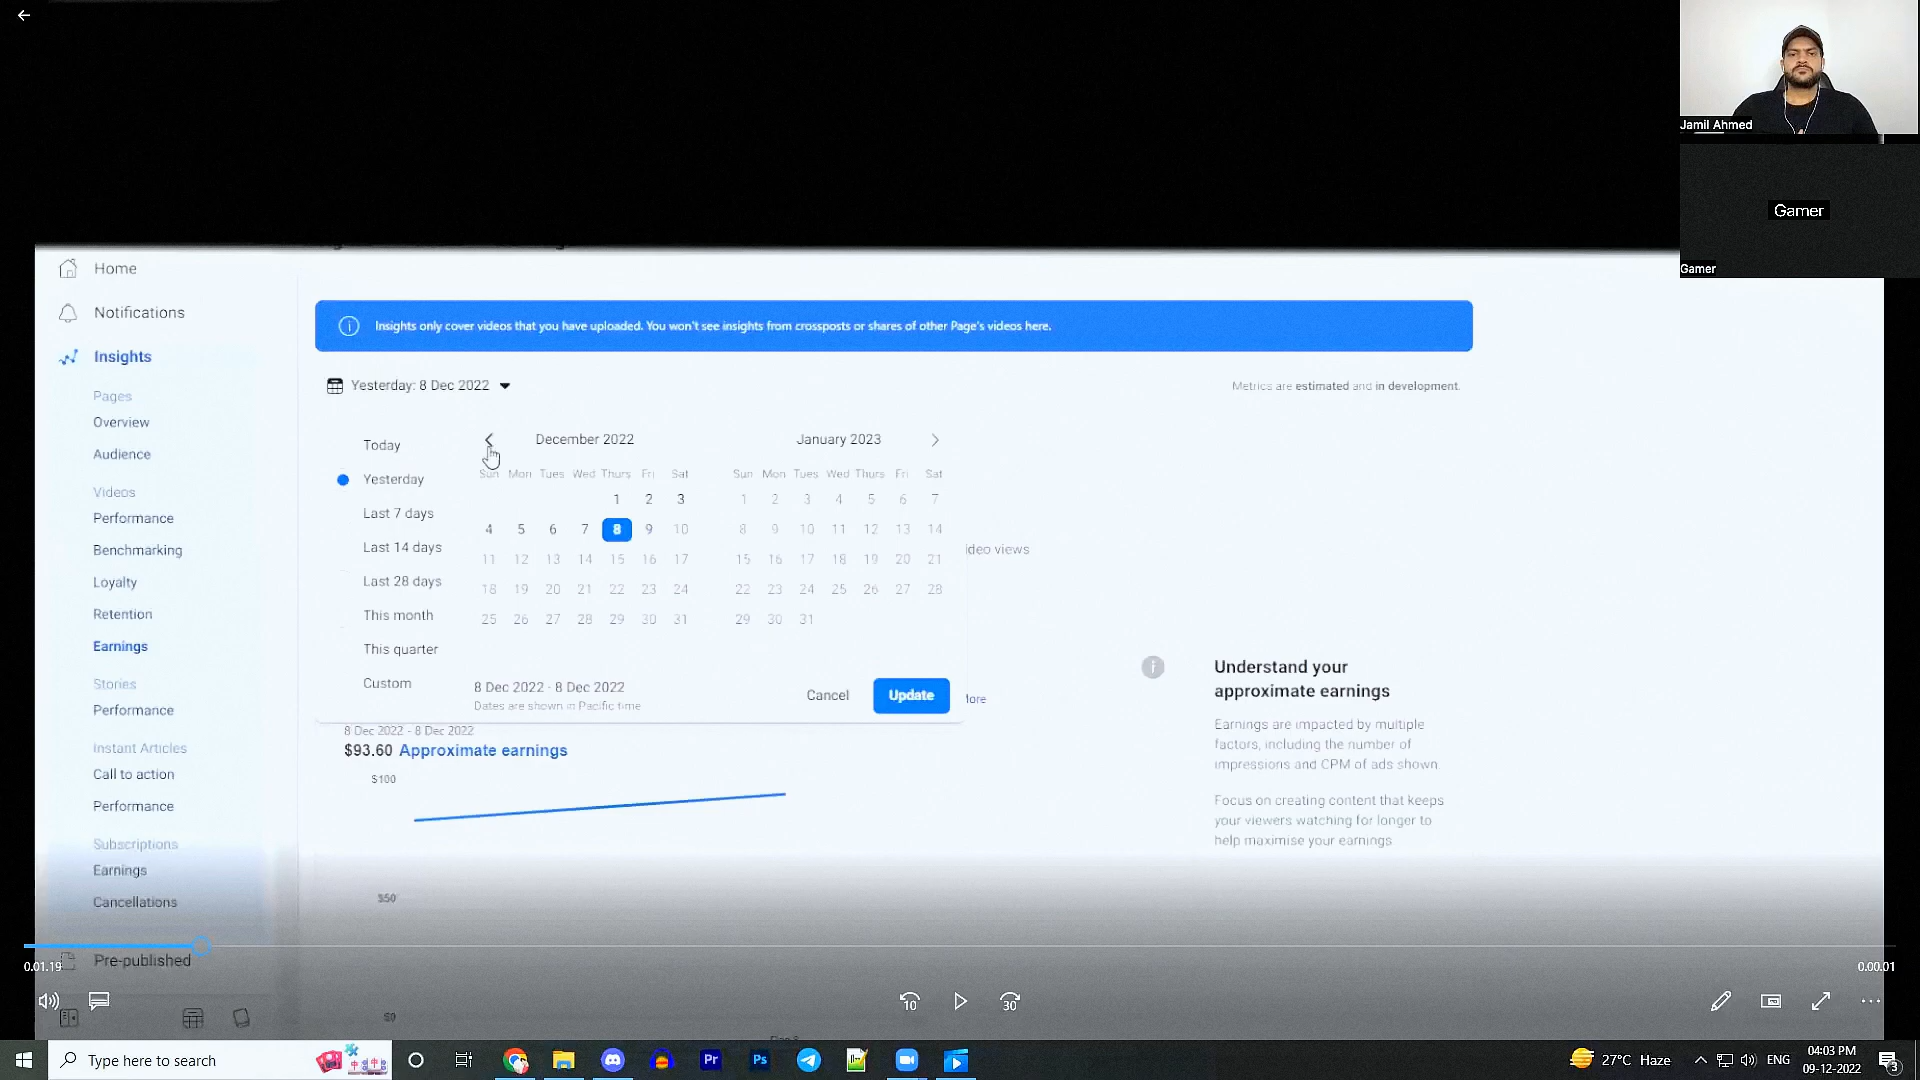 Jamil Ahmed
Gamer
Gamer
Home
Notifications
Insights
Pages
Overview
Audience
Videos
Performance
Benchmarking
Loyalty
Retention
Earnings
Stories
Performance
Instant Articles
Call to action
Performance
Subscriptions
Earnings
Cancellations
Pre-published
Insights only cover videos that you have uploaded. You won't see insights from crossposts or shares of other Page's videos here.
Yesterday: 8 Dec 2022
Metrics are estimated and in development.
Today
Yesterday
Last 7 days
Last 14 days
Last 28 days
This month
This quarter
Custom
December 2022
Sun Mon Tues Wed Thurs Fri Sat
1 2 3
4 5 6 7 8 9 10
11 12 13 14 15 16 17
18 19 20 21 22 23 24
25 26 27 28 29 30 31
January 2023
Sun Mon Tues Wed Thurs Fri Sat
1 2 3 4 5 6 7
8 9 10 11 12 13 14
15 16 17 18 19 20 21
22 23 24 25 26 27 28
29 30 31
8 Dec 2022 - 8 Dec 2022
Dates are shown in Pacific time
Cancel
Update
ideo views
lore
8 Dec 2022 - 8 Dec 2022
$93.60 Approximate earnings
$100
$50
$0
Understand your
approximate earnings
Earnings are impacted by multiple
factors, including the number of
impressions and CPM of ads shown.
Focus on creating content that keeps
your viewers watching for longer to
help maximise your earnings
0.01.19
0.00.01
10
30
Type here to search
Pr
Ps
27°C Haze
ENG
04:03 PM
09-12-2022
3